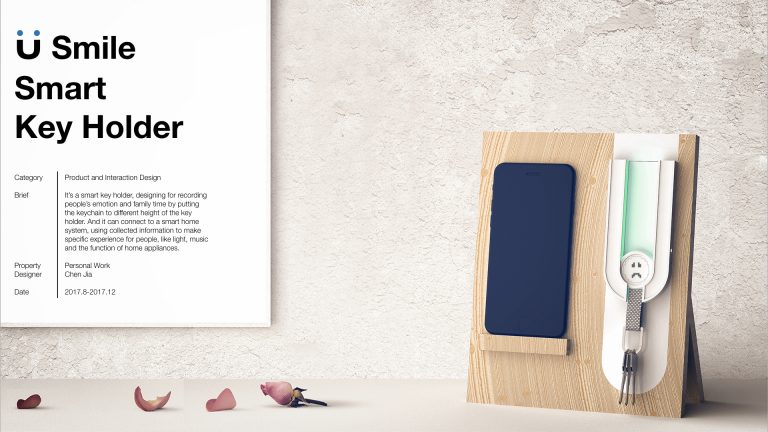 Ü Smile
Smart
Key Holder
Category Product and Interaction Design
Brief It's a smart key holder, designing for recording
people's emotion and family time by putting
the keychain to different height of the key
holder. And it can connect to a smart home
system, using collected information to make
specific experience for people, like light, music
and the function of home appliances.
Property Personal Work
Designer Chen Jia
Date 2017.8-2017.12